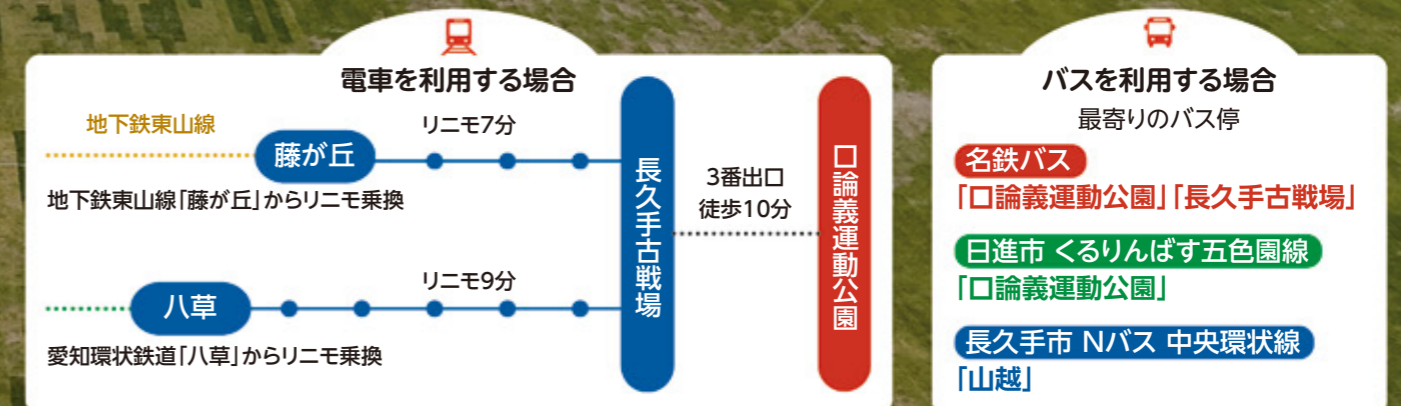 電車を利用する場合
地下鉄東山線
藤が丘
リニモ7分
地下鉄東山線「藤が丘」からリニモ乗換
八草
リニモ9分
愛知環状鉄道「八草」からリニモ乗換
長久手古戦場
3番出口
徒歩10分
口論義運動公園
バスを利用する場合
最寄りのバス停
名鉄バス
「口論義運動公園」「長久手古戦場」
日進市 くるりんばす五色園線
「口論義運動公園」
長久手市 Nバス 中央環状線
「山越」